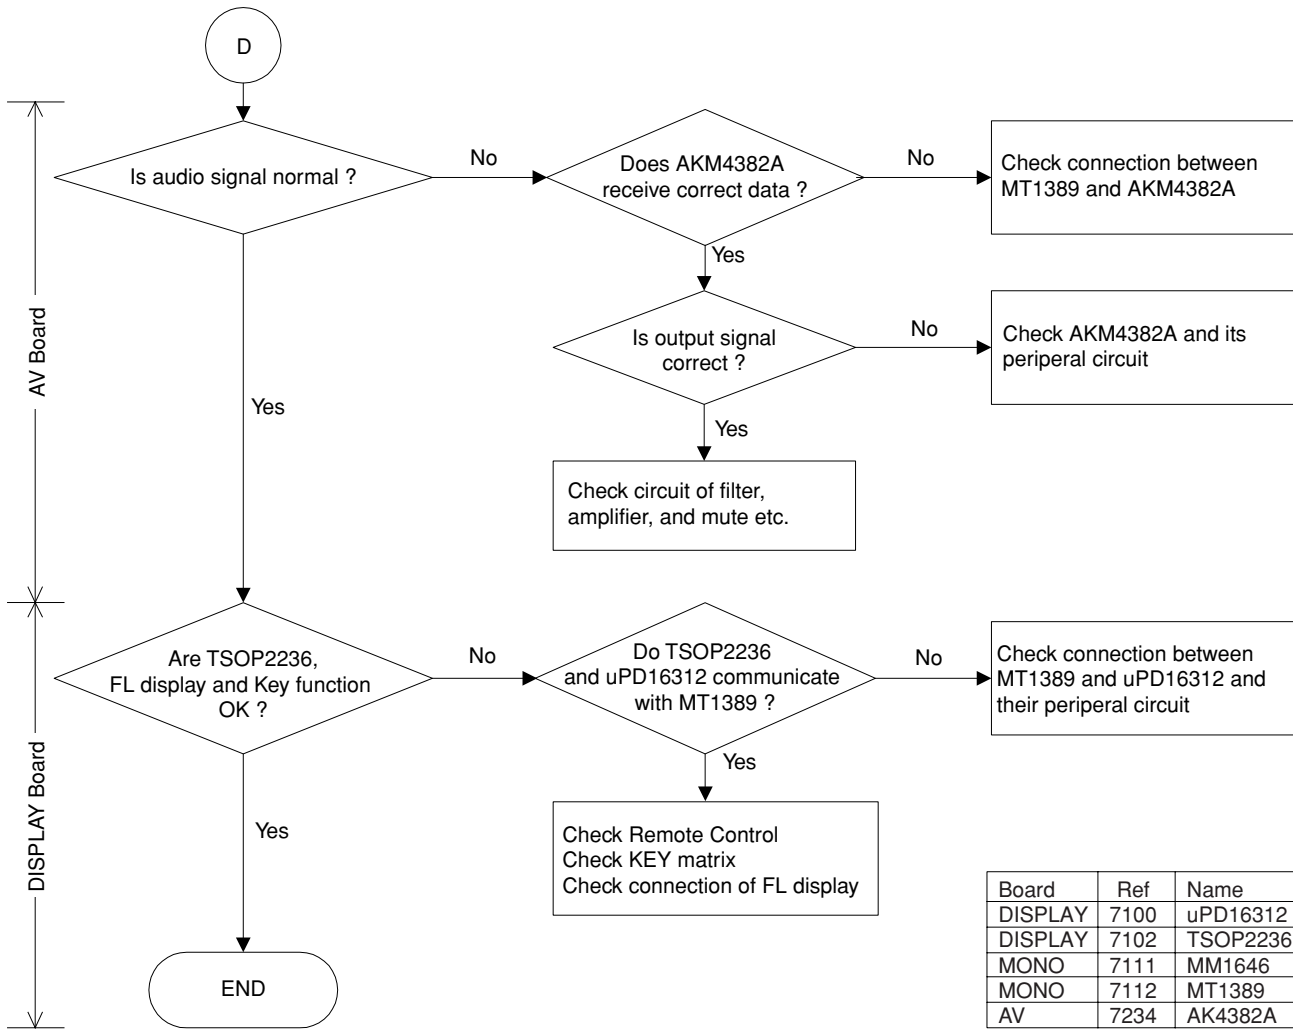 D
Is audio signal normal ?
No
Does AKM4382A
receive correct data ?
No
Check connection between
MT1389 and AKM4382A
Yes
Is output signal
correct ?
No
Check AKM4382A and its
periperal circuit
AV Board
Yes
Yes
Check circuit of filter,
amplifier, and mute etc.
Are TSOP2236,
FL display and Key function
OK ?
No
Do TSOP2236
and uPD16312 communicate
with MT1389 ?
No
Check connection between
MT1389 and uPD16312 and
their periperal circuit
DISPLAY Board
Yes
Yes
Check Remote Control
Check KEY matrix
Check connection of FL display
END
Board Ref Name
DISPLAY 7100 uPD16312
DISPLAY 7102 TSOP2236
MONO 7111 MM1646
MONO 7112 MT1389
AV 7234 AK4382A